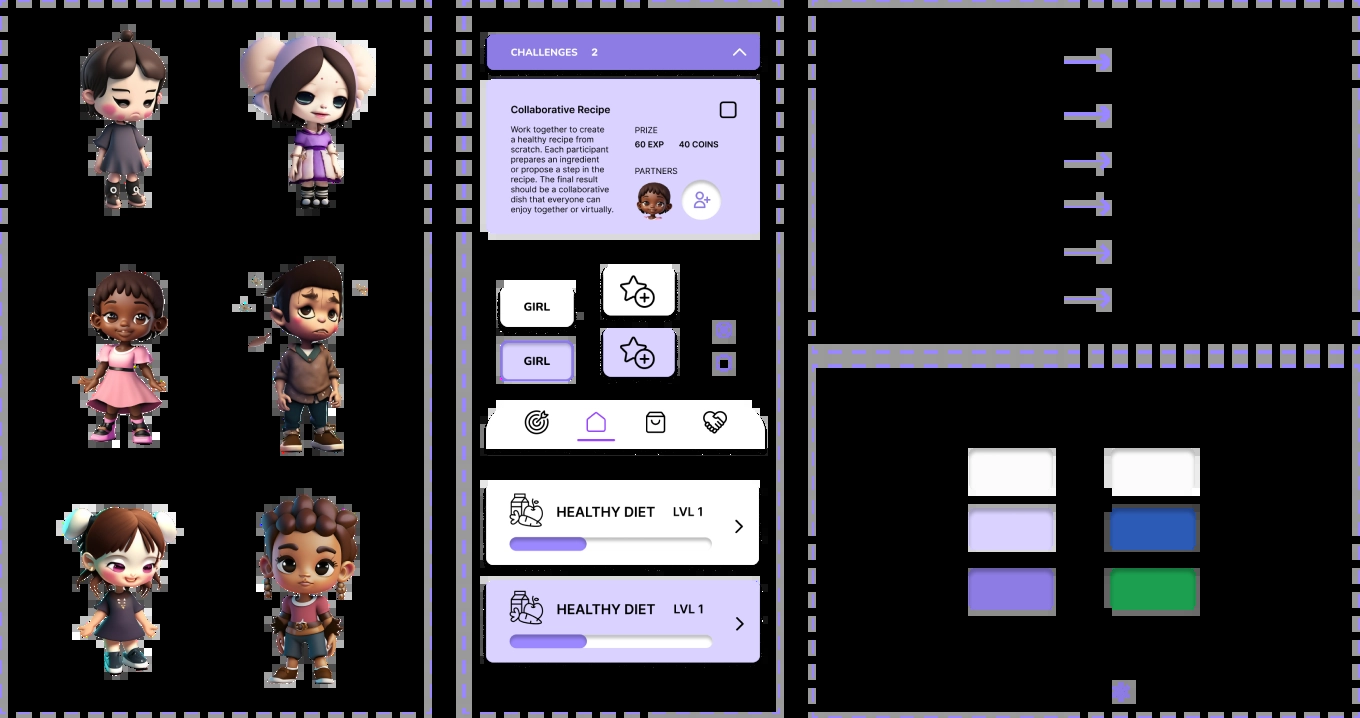 CHALLENGES 2
Collaborative Recipe
Work together to create
a healthy recipe from
scratch. Each participant
prepares an ingredient
or propose a step in the
recipe. The final result
should be a collaborative
dish that everyone can
enjoy together or virtually.
PRIZE
60 EXP 40 COINS
PARTNERS
GIRL
GIRL
HEALTHY DIET LVL 1
HEALTHY DIET LVL 1